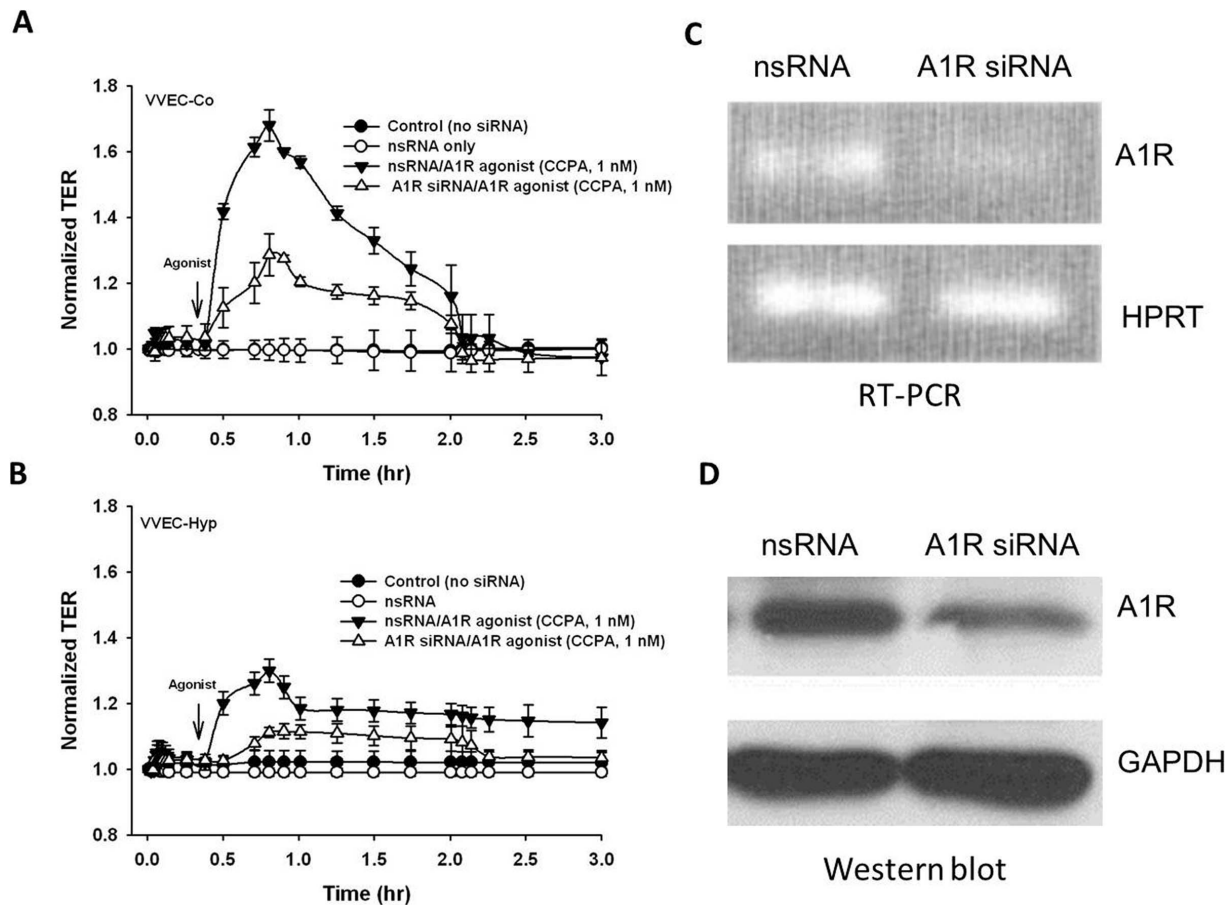 A
VVEC-Co
Control (no siRNA)
nsRNA only
nsRNA/A1R agonist (CCPA, 1 nM)
A1R siRNA/A1R agonist (CCPA, 1 nM)
Agonist
Normalized TER
1.8
1.6
1.4
1.2
1.0
0.8
0.0 0.5 1.0 1.5 2.0 2.5 3.0
Time (hr)
B
VVEC-Hyp
Control (no siRNA)
nsRNA
nsRNA/A1R agonist (CCPA, 1 nM)
A1R siRNA/A1R agonist (CCPA, 1 nM)
Agonist
Normalized TER
1.8
1.6
1.4
1.2
1.0
0.8
0.0 0.5 1.0 1.5 2.0 2.5 3.0
Time (hr)
C
nsRNA A1R siRNA
A1R
HPRT
RT-PCR
D
nsRNA A1R siRNA
A1R
GAPDH
Western blot